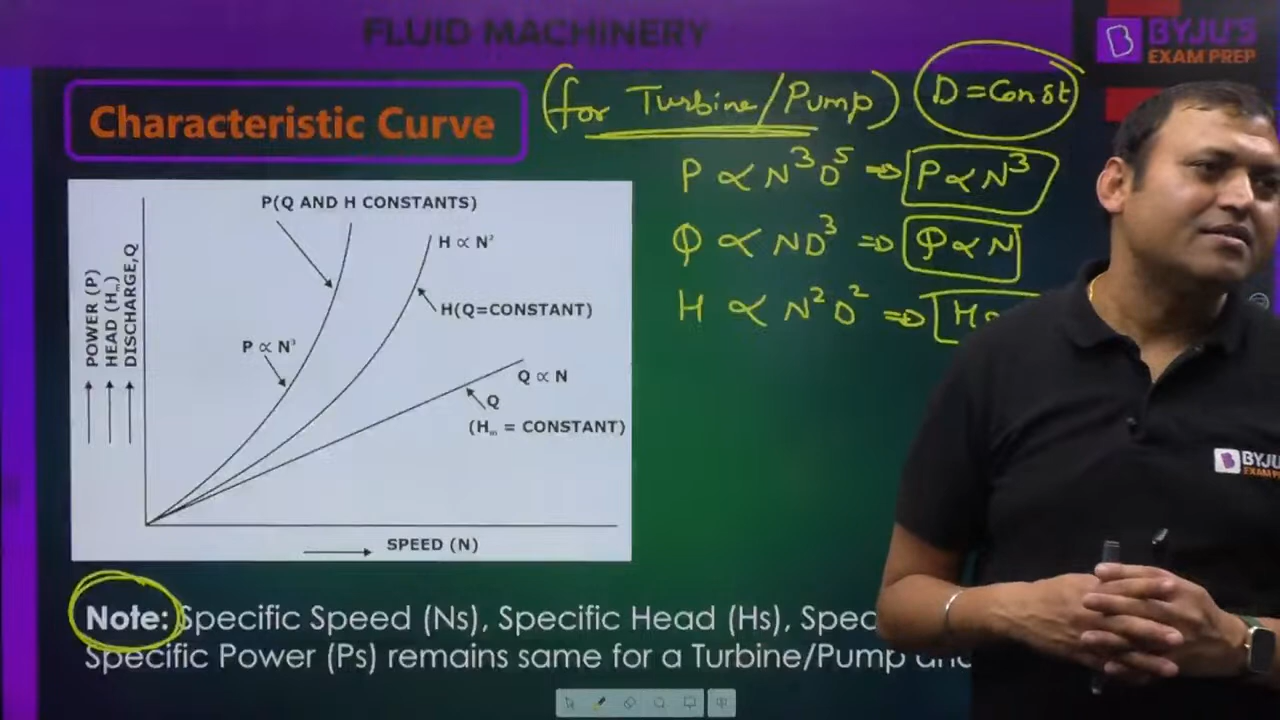 FLUID MACHINERY
BYJU'S
EXAM PREP
Characteristic Curve
(for Turbine/Pump)
D = Const
P ∝ N³D⁵ ⇒ P ∝ N³
Q ∝ ND³ ⇒ Q ∝ N
H ∝ N²D² ⇒ H
P(Q AND H CONSTANTS)
H ∝ N²
H(Q=CONSTANT)
P ∝ N³
Q ∝ N
Q
(Hₘ = CONSTANT)
POWER (P)
HEAD (Hₘ)
DISCHARGE,Q
SPEED (N)
Note: Specific Speed (Ns), Specific Head (Hs),
Specific Power (Ps) remains same for a Turbine/Pump and